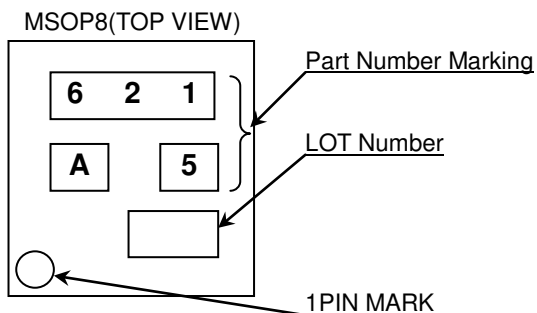 MSOP8(TOP VIEW)
Part Number Marking
6 2 1
LOT Number
A 5
1PIN MARK